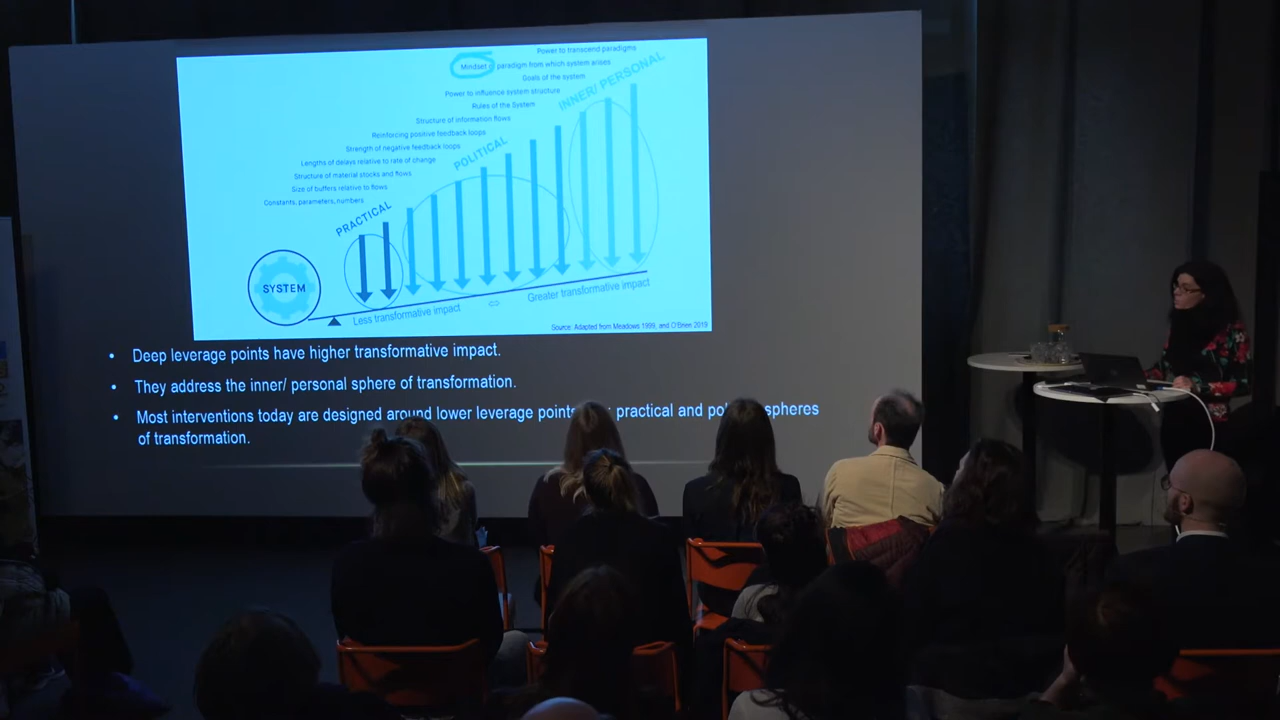 Power to transcend paradigms
Mindset paradigm from which system arises
Goals of the system
Power to influence system structure
Rules of the System
Structure of information flows
Reinforcing positive feedback loops
Strength of negative feedback loops
Lengths of delays relative to rate of change
Structure of material stocks and flows
Size of buffers relative to flows
Constants, parameters, numbers
INNER/ PERSONAL
POLITICAL
PRACTICAL
SYSTEM
Less transformative impact
Greater transformative impact
Source: Adapted from Meadows 1999, and O'Brien 2019
• Deep leverage points have higher transformative impact.
• They address the inner/ personal sphere of transformation.
• Most interventions today are designed around lower leverage points practical and spheres
of transformation.